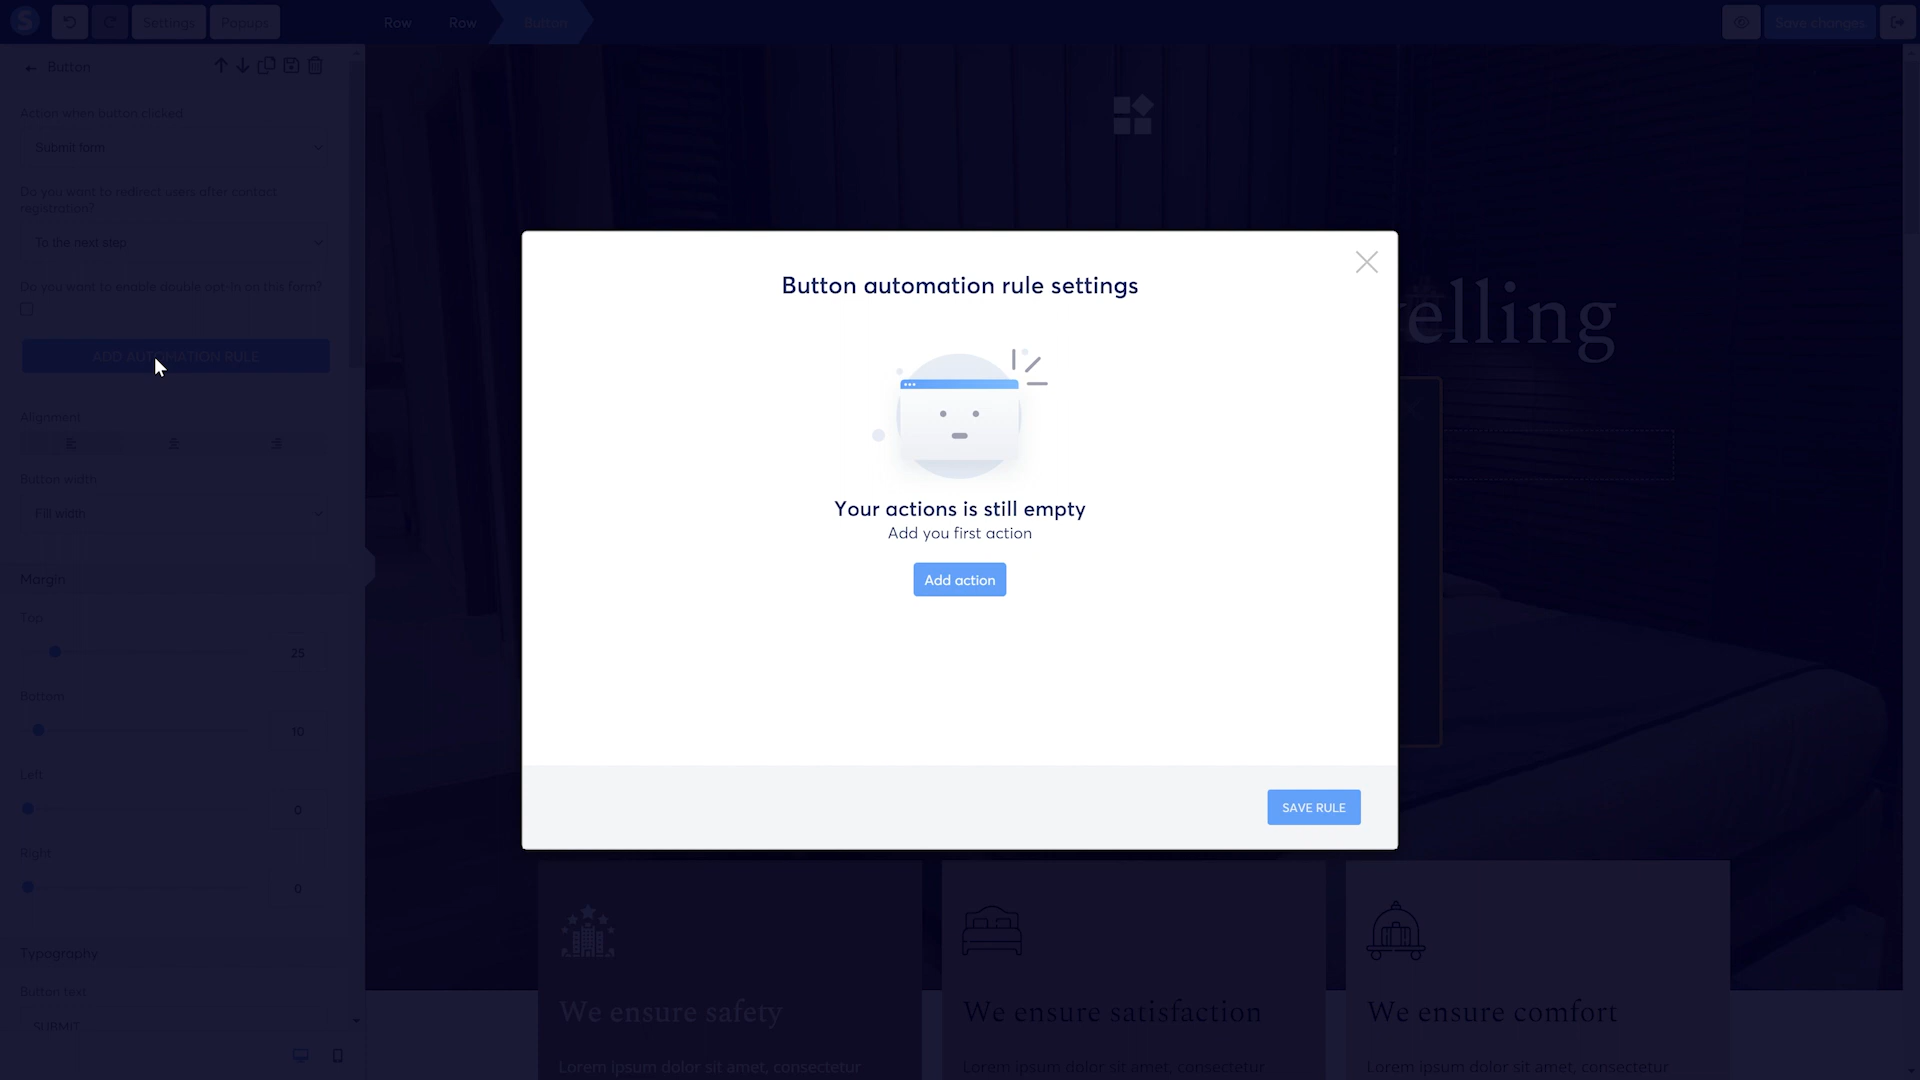 Settings
Popups
Row
Row
Button
Save changes
Button
Action when button clicked
Submit form
Do you want to redirect users after contact
registration?
To the next step
Do you want to enable double opt-in on this form?
ADD AUTOMATION RULE
Alignment
Button width
Fill width
Margin
Top
25
Bottom
10
Left
0
Right
0
Typography
Button text
SUBMIT
elling
Button automation rule settings
Your actions is still empty
Add you first action
Add action
SAVE RULE
We ensure safety
Lorem ipsum dolor sit amet, consectetur
We ensure satisfaction
Lorem ipsum dolor sit amet, consectetur
We ensure comfort
Lorem ipsum dolor sit amet, consectetur